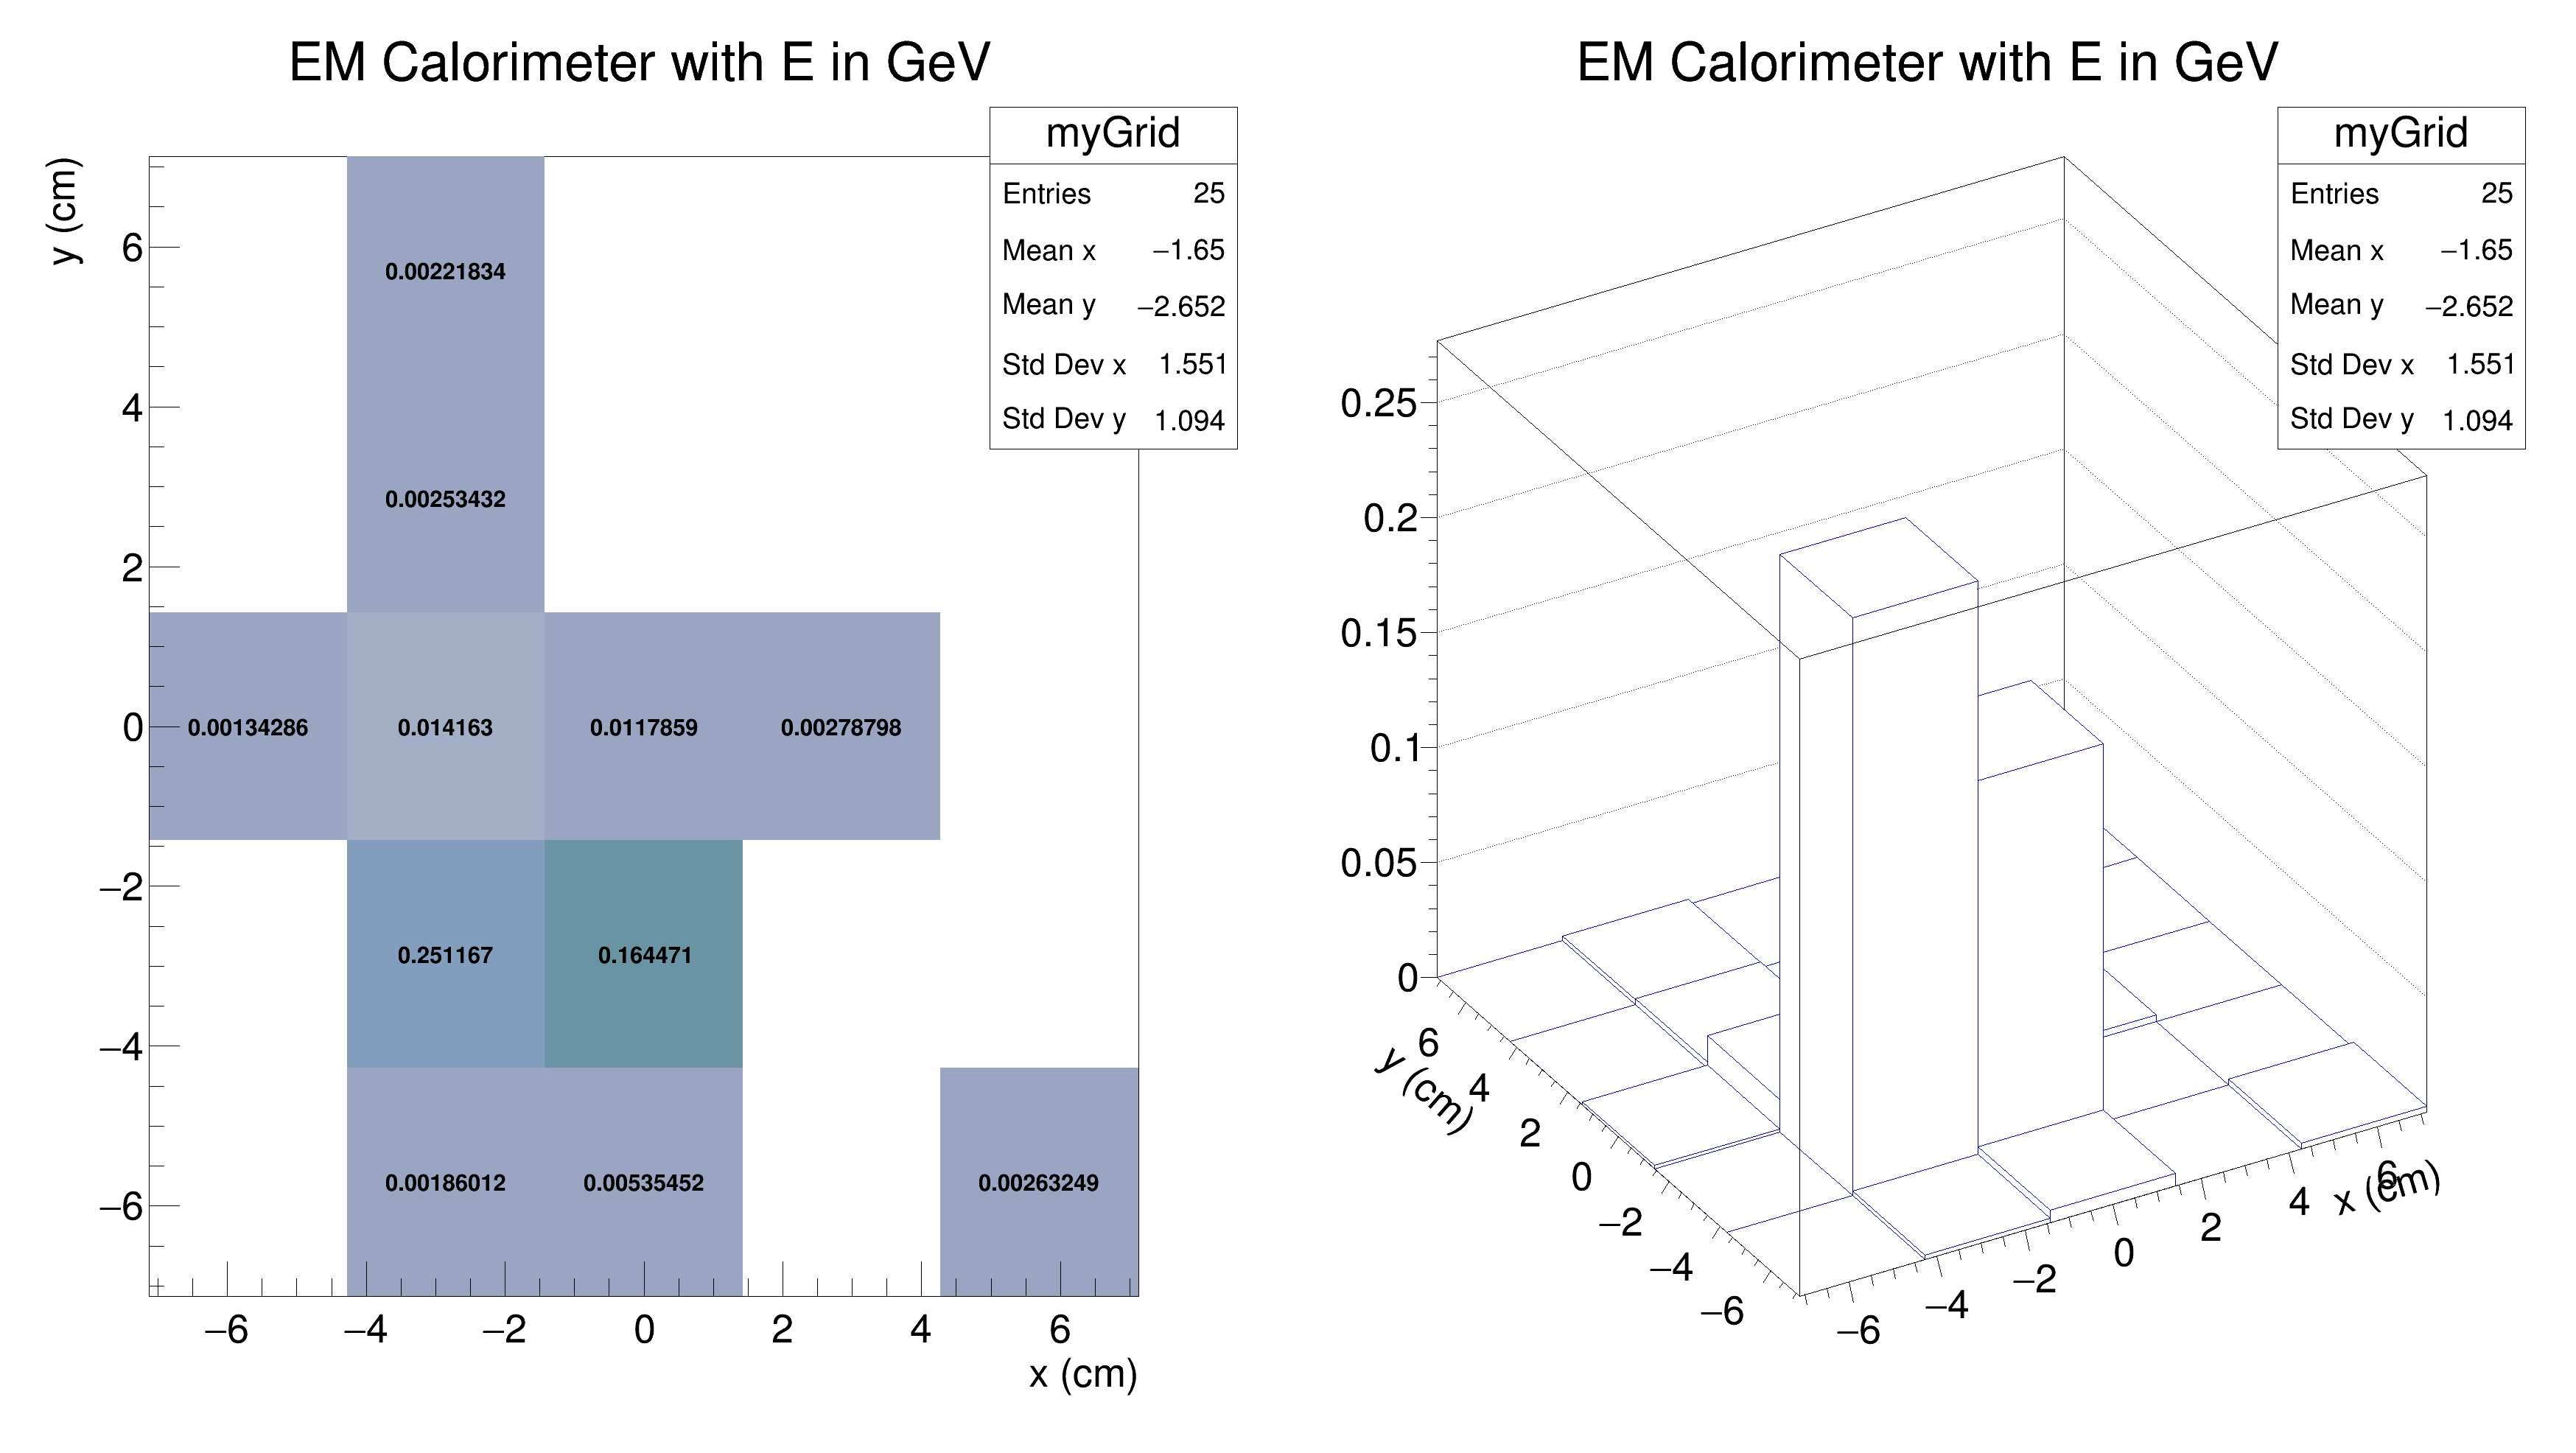 EM Calorimeter with E in GeV
myGrid
Entries 25
Mean x −1.65
Mean y −2.652
Std Dev x 1.551
Std Dev y 1.094
y (cm)
6
4
2
0
−2
−4
−6
0.00221834
0.00253432
0.00134286 0.014163 0.0117859 0.00278798
0.251167 0.164471
0.00186012 0.00535452 0.00263249
−6 −4 −2 0 2 4 6
x (cm)
EM Calorimeter with E in GeV
myGrid
Entries 25
Mean x −1.65
Mean y −2.652
Std Dev x 1.551
Std Dev y 1.094
0.25
0.2
0.15
0.1
0.05
0
y (cm)
6
4
2
0
−2
−4
−6
−6
−4
−2
0
2
4
6
x (cm)